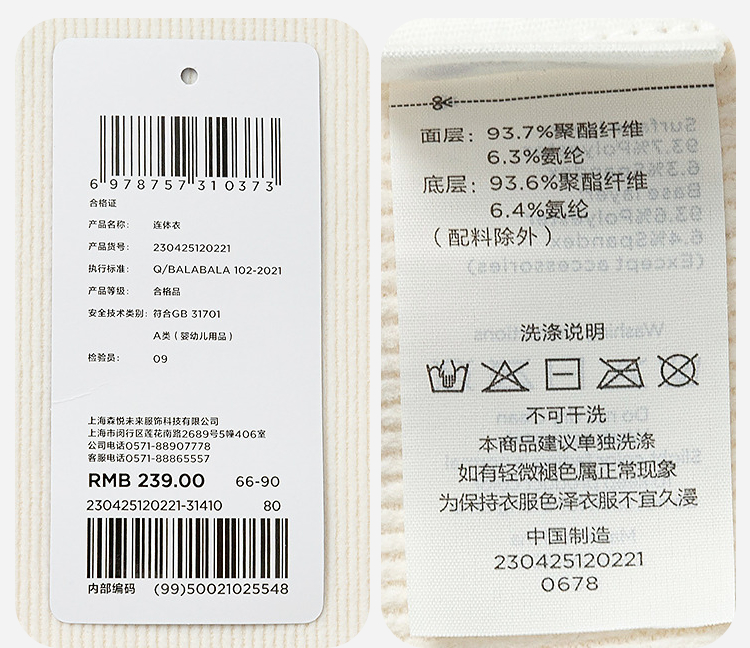 6 978757 310373
合格证
产品名称: 连体衣
产品货号: 230425120221
执行标准: Q/BALABALA 102-2021
产品等级: 合格品
安全技术类别: 符合GB 31701
A类 (婴幼儿用品)
检验员: 09
上海森悦未来服饰科技有限公司
上海市闵行区莲花南路2689号5幢406室
公司电话0571-88907778
客服电话0571-88865557
RMB 239.00 66-90
230425120221-31410 80
内部编码 (99)50021025548
面层: 93.7%聚酯纤维
6.3%氨纶
底层: 93.6%聚酯纤维
6.4%氨纶
(配料除外)
洗涤说明
不可干洗
本商品建议单独洗涤
如有轻微褪色属正常现象
为保持衣服色泽衣服不宜久浸
中国制造
230425120221
0678